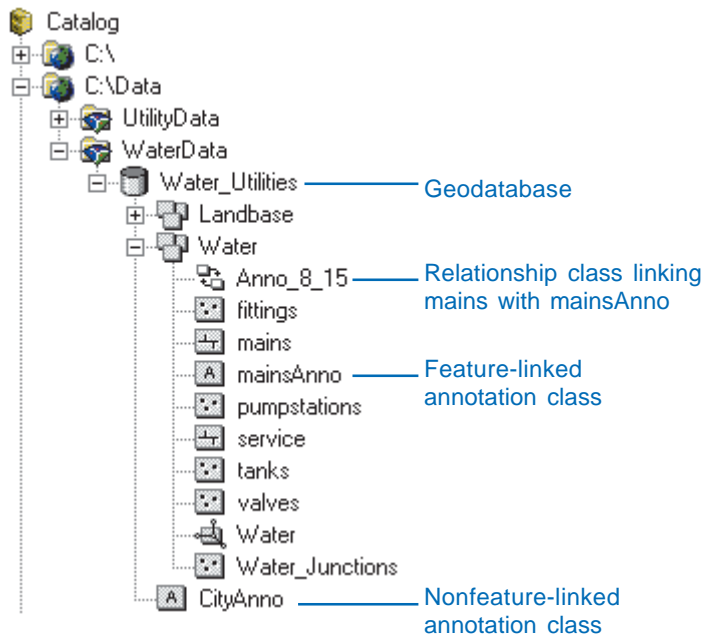 Catalog
C:\
C:\Data
UtilityData
WaterData
Water_Utilities
Geodatabase
Landbase
Water
Anno_8_15
Relationship class linking
mains with mainsAnno
fittings
mains
A mainsAnno
Feature-linked
annotation class
pumpstations
service
tanks
valves
Water
Water_Junctions
A CityAnno
Nonfeature-linked
annotation class